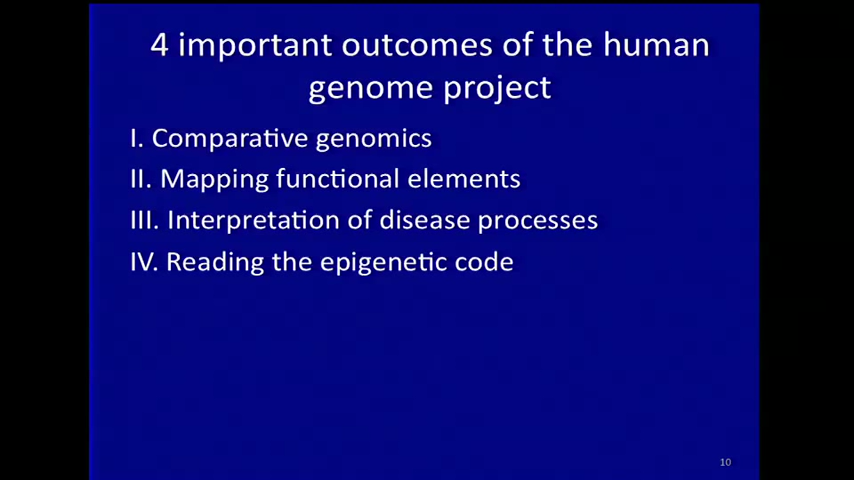 4 important outcomes of the human
genome project
I. Comparative genomics
II. Mapping functional elements
III. Interpretation of disease processes
IV. Reading the epigenetic code
10